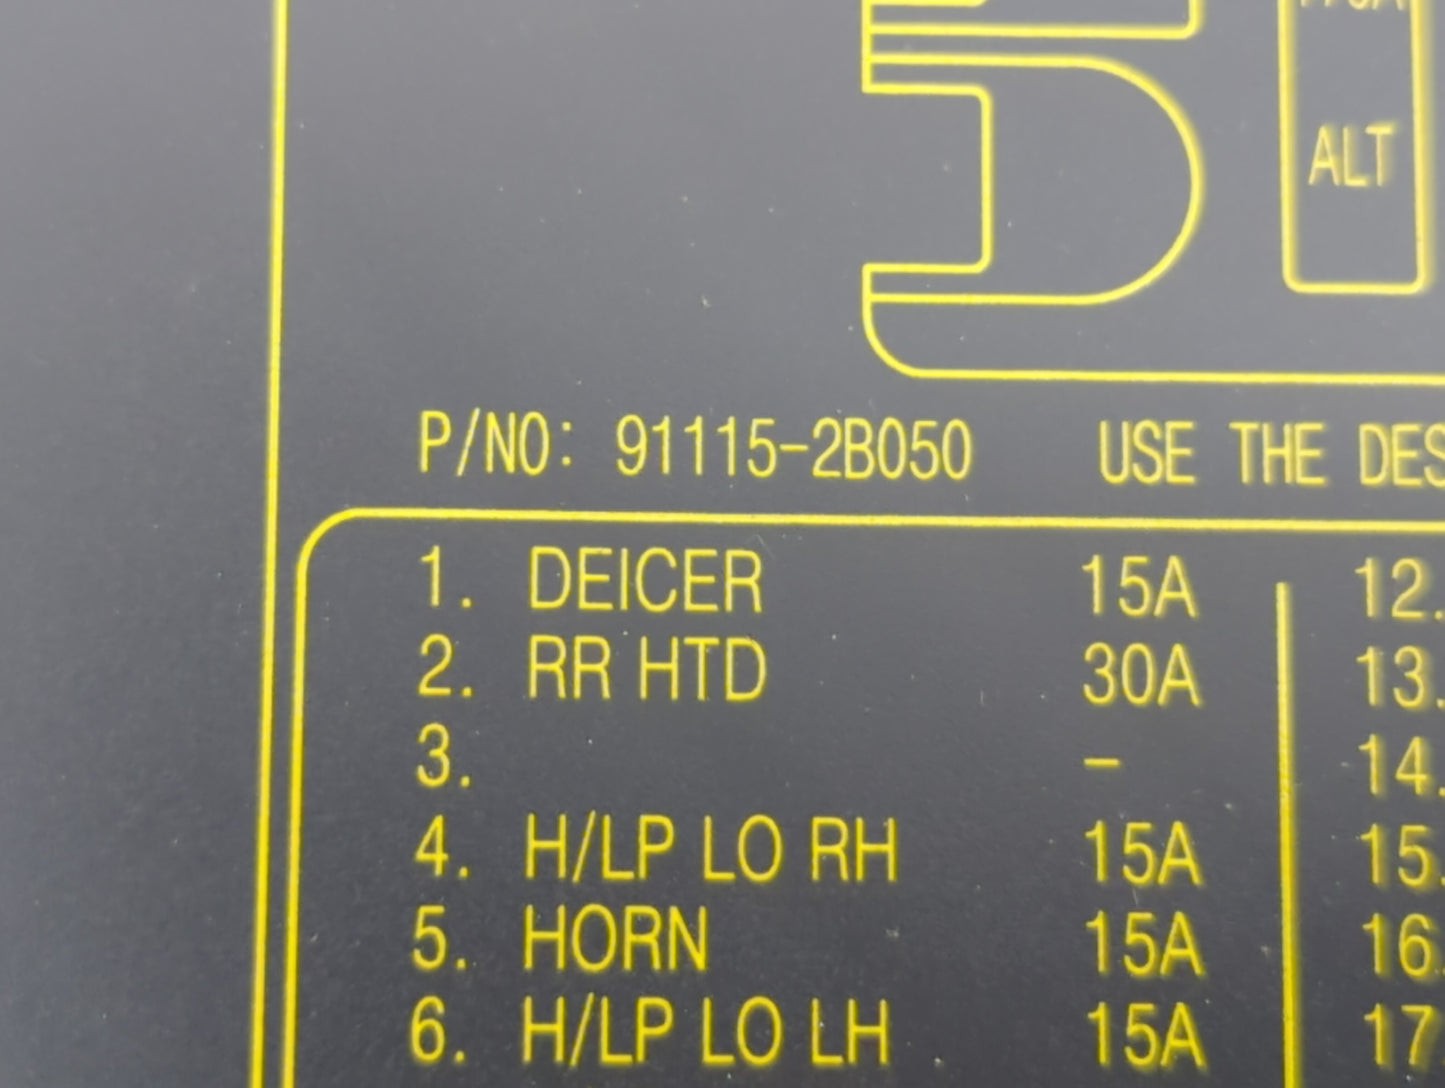 ALT
P/NO: 91115-2B050 USE THE DES
1. DEICER 15A 12.
2. RR HTD 30A 13.
3. - 14.
4. H/LP LO RH 15A 15.
5. HORN 15A 16.
6. H/LP LO LH 15A 17.